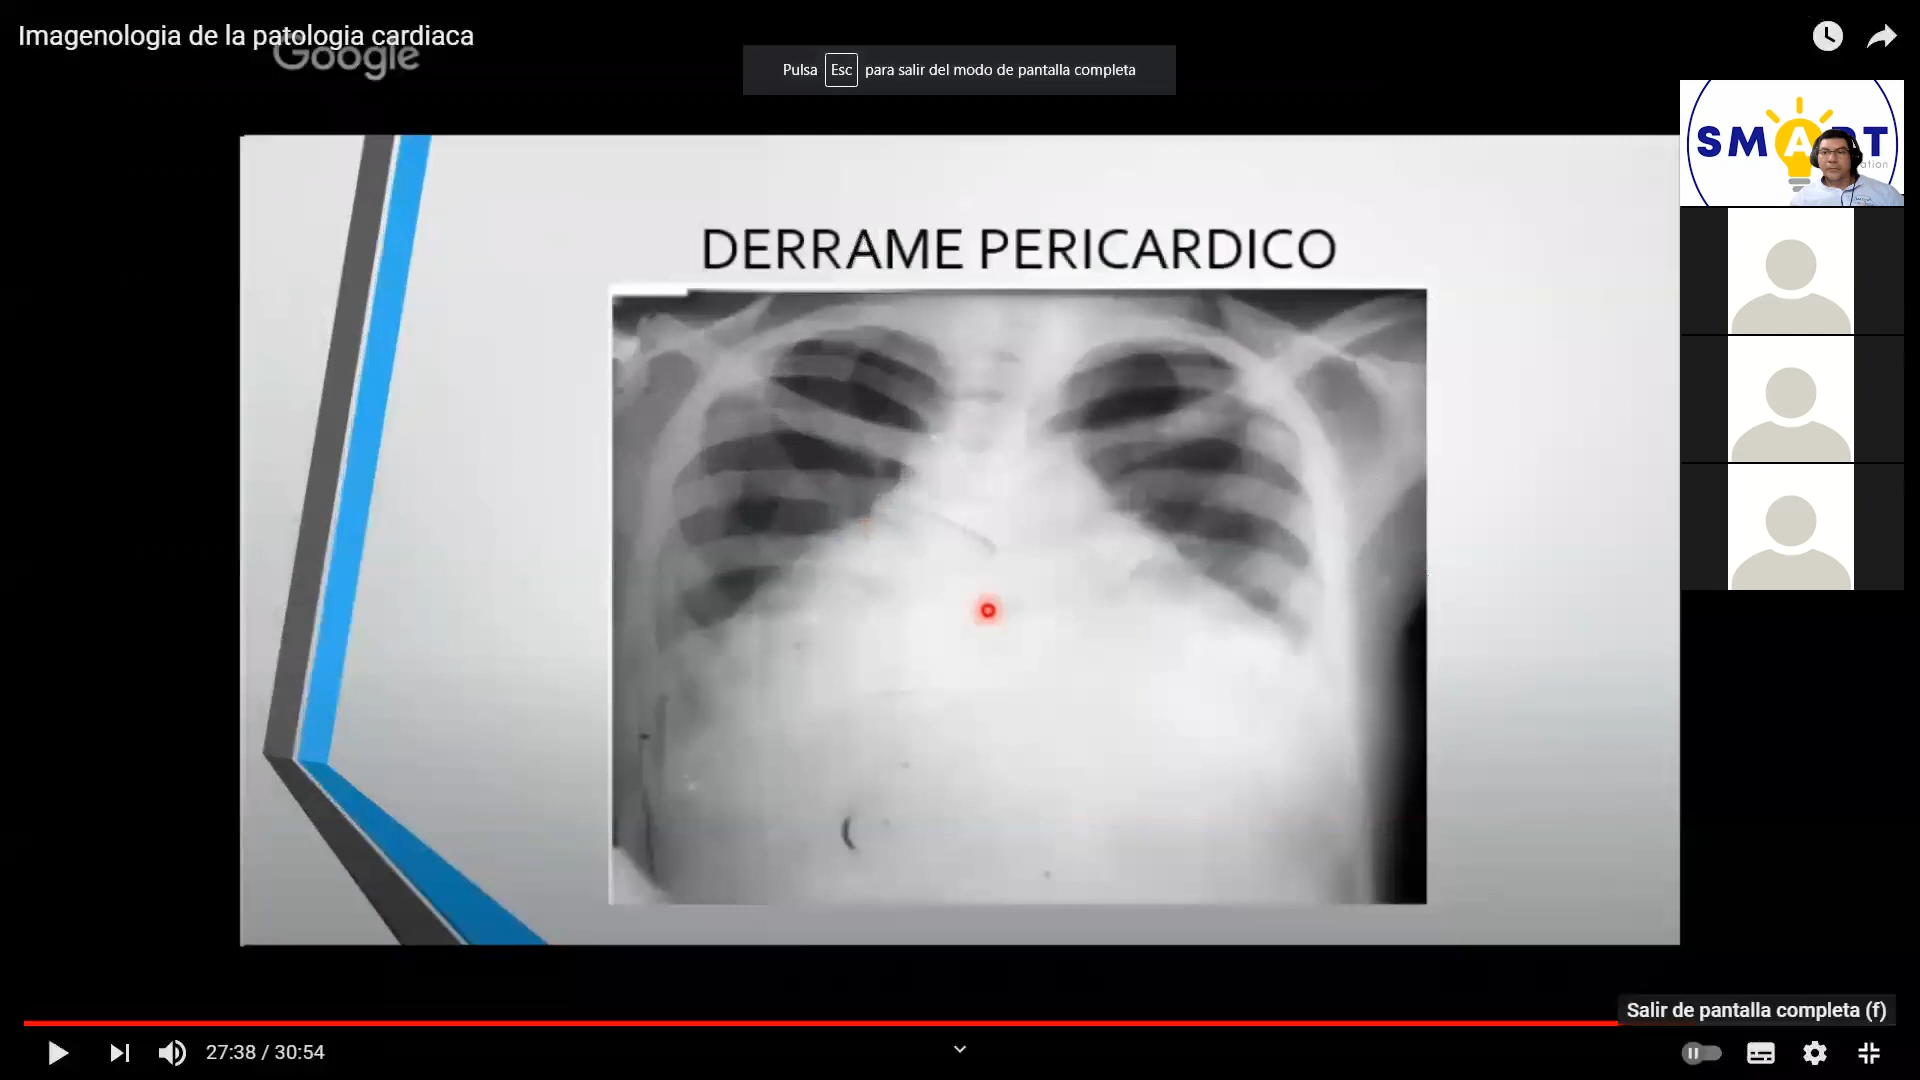 Imagenologia de la patologia cardiaca
Google
Pulsa Esc para salir del modo de pantalla completa
SMART
ation
DERRAME PERICARDICO
Salir de pantalla completa (f)
27:38 / 30:54